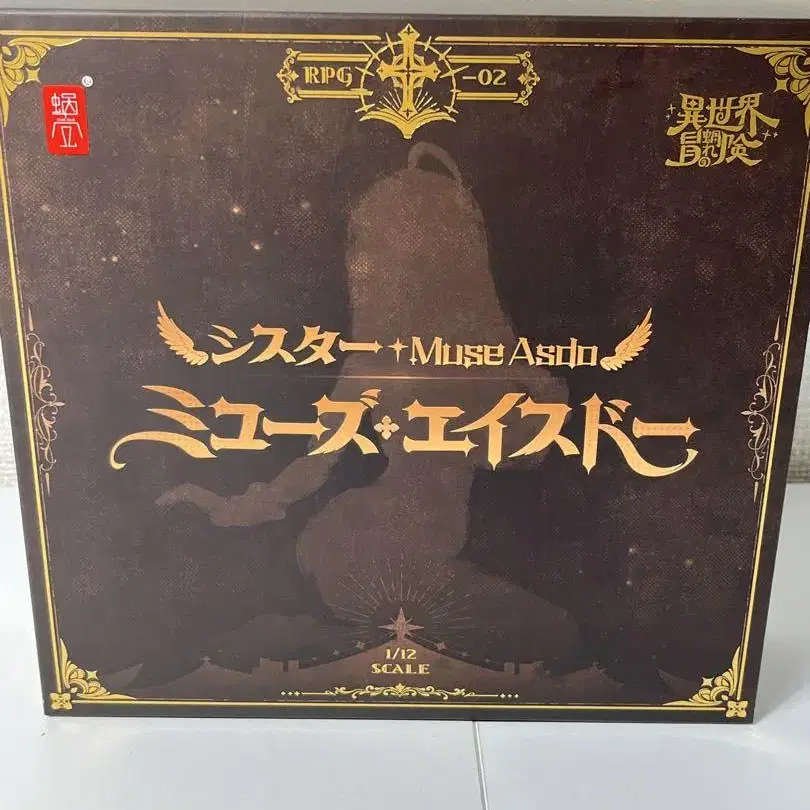 RPG -02
蝸
®
異世界
冒険
シスター Muse Asdo
ミューズ・エイスドー
1/12
SCALE